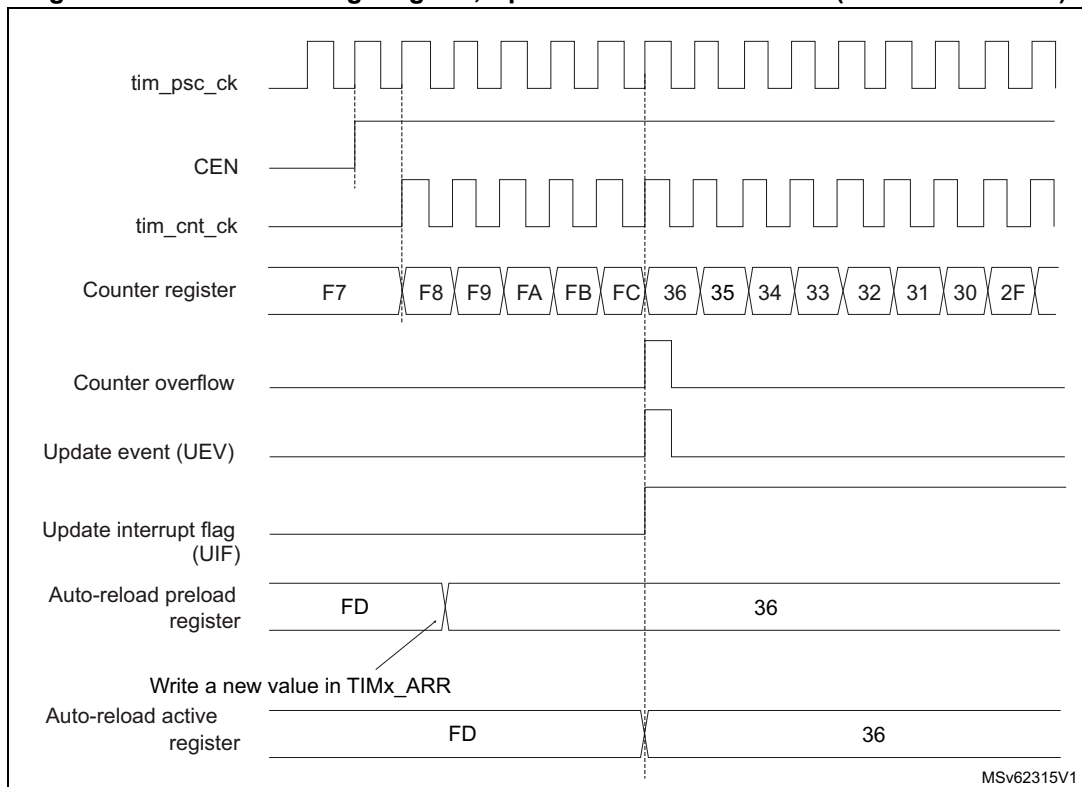 tim_psc_ck
CEN
tim_cnt_ck
Counter register F7 F8 F9 FA FB FC 36 35 34 33 32 31 30 2F
Counter overflow
Update event (UEV)
Update interrupt flag
(UIF)
Auto-reload preload
register
FD 36
Write a new value in TIMx_ARR
Auto-reload active
register
FD 36
MSv62315V1